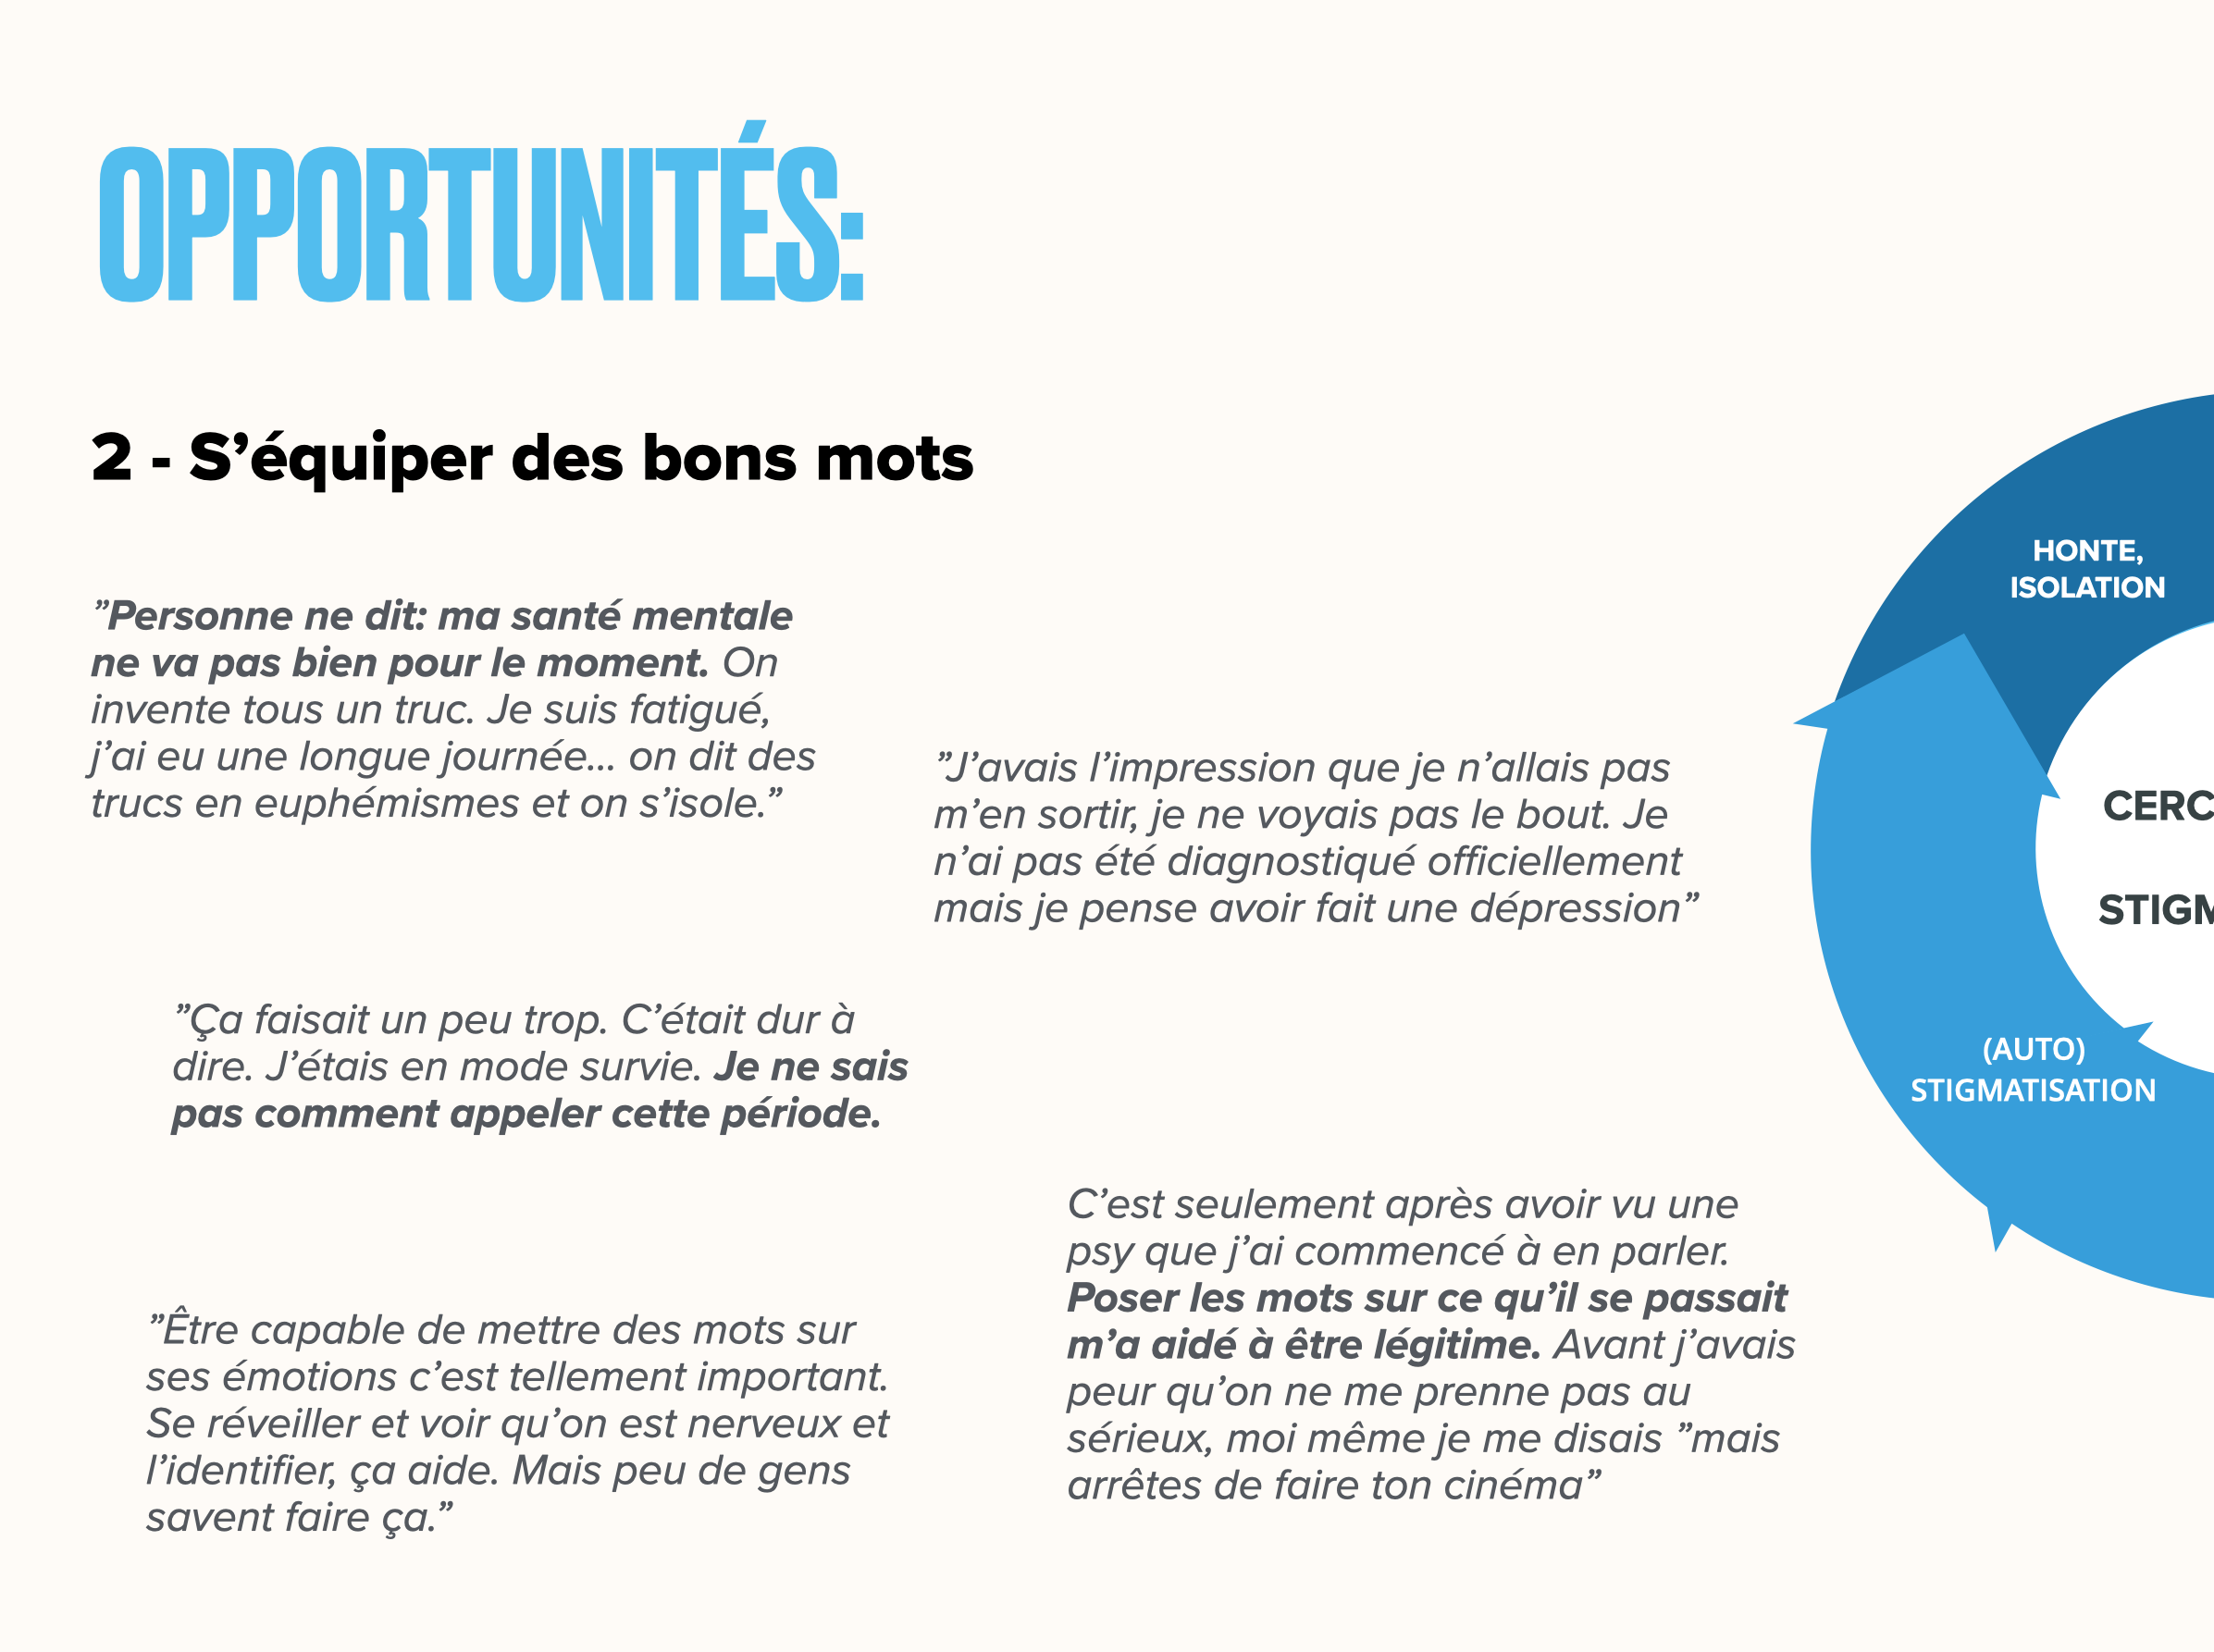 OPPORTUNITÉS:
2 - S’équiper des bons mots
”Personne ne dit: ma santé mentale
ne va pas bien pour le moment. On
invente tous un truc. Je suis fatigué,
j’ai eu une longue journée... on dit des
trucs en euphémismes et on s’isole.”
”J’avais l’impression que je n’allais pas
m’en sortir, je ne voyais pas le bout. Je
n’ai pas été diagnostiqué officiellement
mais je pense avoir fait une dépression”
”Ça faisait un peu trop. C’était dur à
dire. J’étais en mode survie. Je ne sais
pas comment appeler cette période.
C’est seulement après avoir vu une
psy que j’ai commencé à en parler.
Poser les mots sur ce qu’il se passait
m’a aidé à être légitime. Avant j’avais
peur qu’on ne me prenne pas au
sérieux, moi même je me disais ”mais
arrêtes de faire ton cinéma”
”Être capable de mettre des mots sur
ses émotions c’est tellement important.
Se réveiller et voir qu’on est nerveux et
l’identifier, ça aide. Mais peu de gens
savent faire ça.”
HONTE,
ISOLATION
CERC
STIGM
(AUTO)
STIGMATISATION